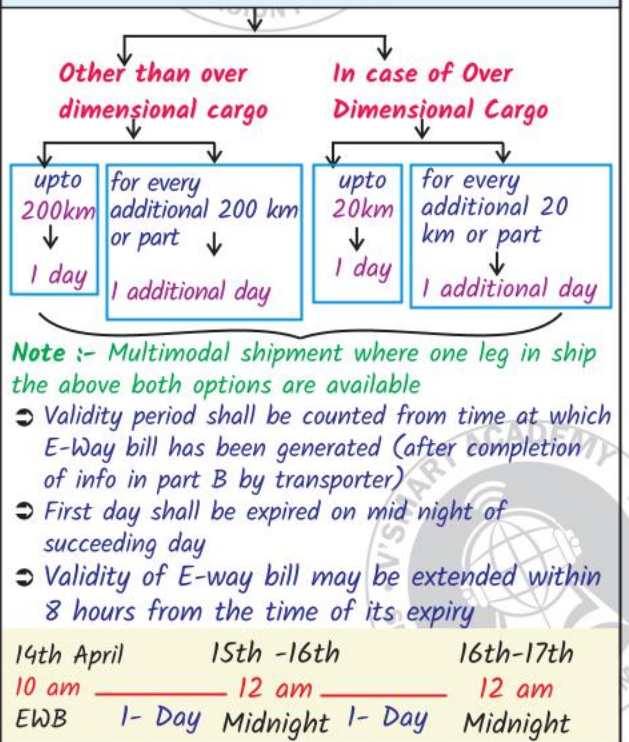 Other than over
dimensional cargo
In case of Over
Dimensional Cargo
upto
200km
1 day
for every
additional 200 km
or part
1 additional day
upto
20km
1 day
for every
additional 20
km or part
1 additional day
Note :- Multimodal shipment where one leg in ship
the above both options are available
➲ Validity period shall be counted from time at which
E-Way bill has been generated (after completion
of info in part B by transporter)
➲ First day shall be expired on mid night of
succeeding day
➲ Validity of E-way bill may be extended within
8 hours from the time of its expiry
14th April 15th -16th 16th-17th
10 am 12 am 12 am
EWB 1- Day Midnight 1- Day Midnight
V'SMART ACADEMY